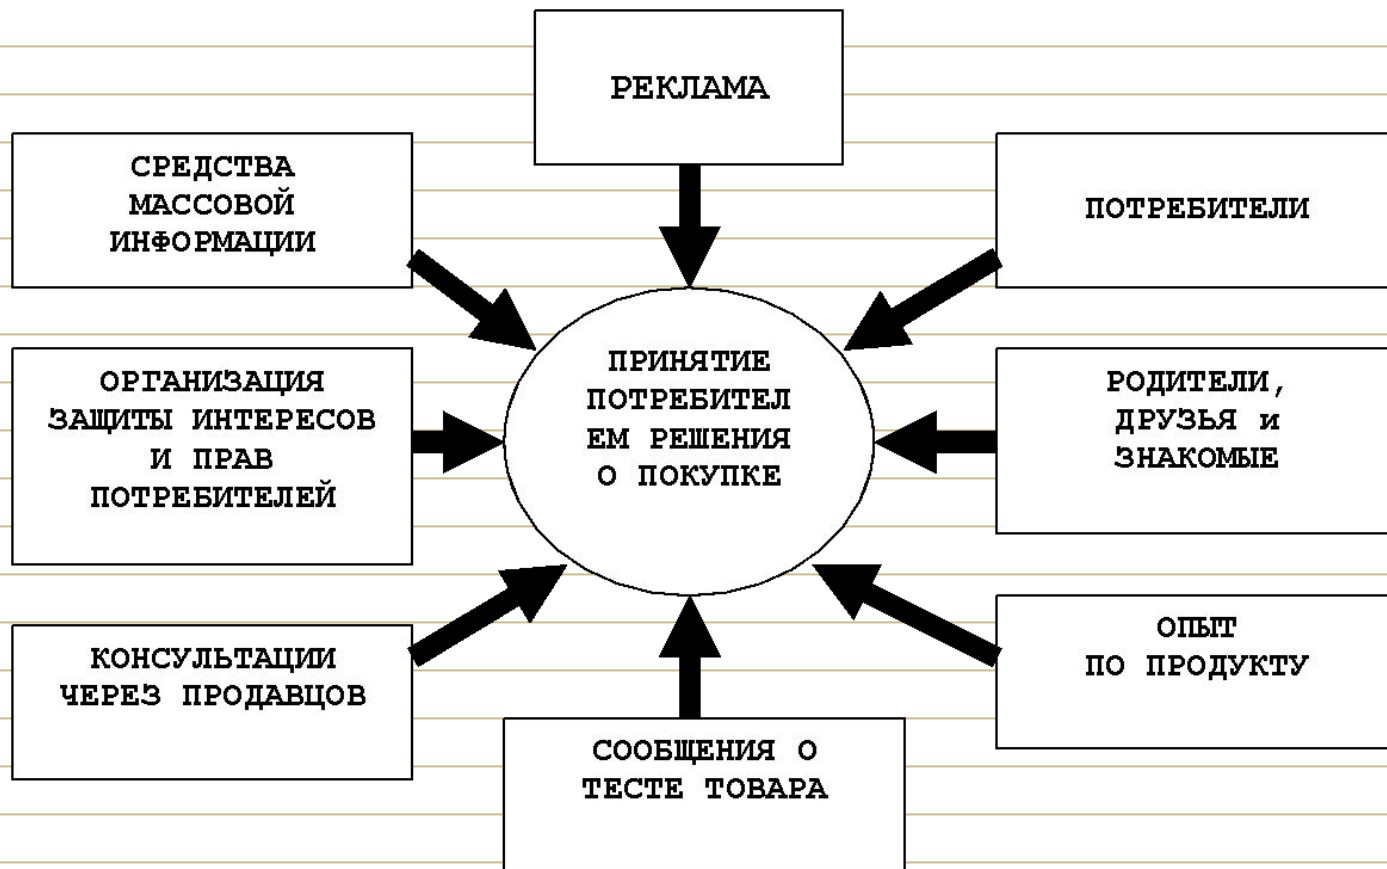 РЕКЛАМА
СРЕДСТВА
МАССОВОЙ
ИНФОРМАЦИИ
ПОТРЕБИТЕЛИ
ПРИНЯТИЕ
ПОТРЕБИТЕЛ
ЕМ РЕШЕНИЯ
О ПОКУПКЕ
ОРГАНИЗАЦИЯ
ЗАЩИТЫ ИНТЕРЕСОВ
И ПРАВ
ПОТРЕБИТЕЛЕЙ
РОДИТЕЛИ,
ДРУЗЬЯ и
ЗНАКОМЫЕ
КОНСУЛЬТАЦИИ
ЧЕРЕЗ ПРОДАВЦОВ
ОПЫТ
ПО ПРОДУКТУ
СООБЩЕНИЯ О
ТЕСТЕ ТОВАРА